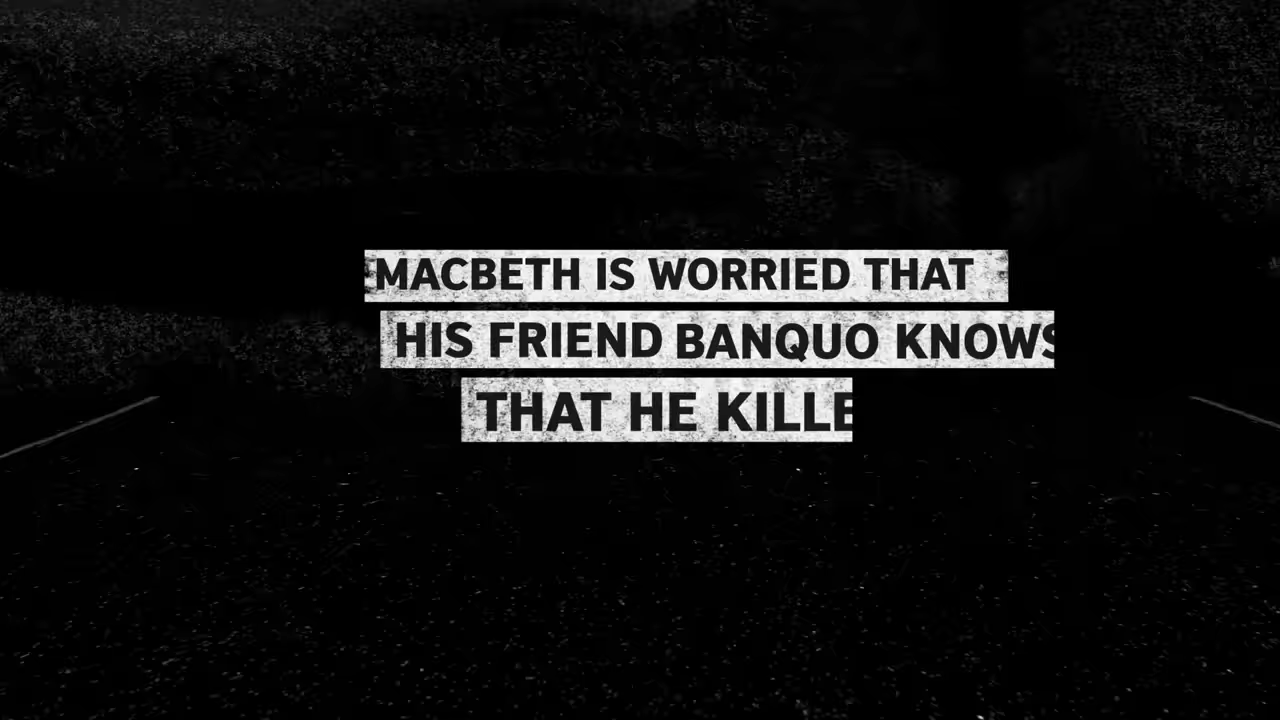 MACBETH IS WORRIED THAT
HIS FRIEND BANQUO KNOWS
THAT HE KILLE